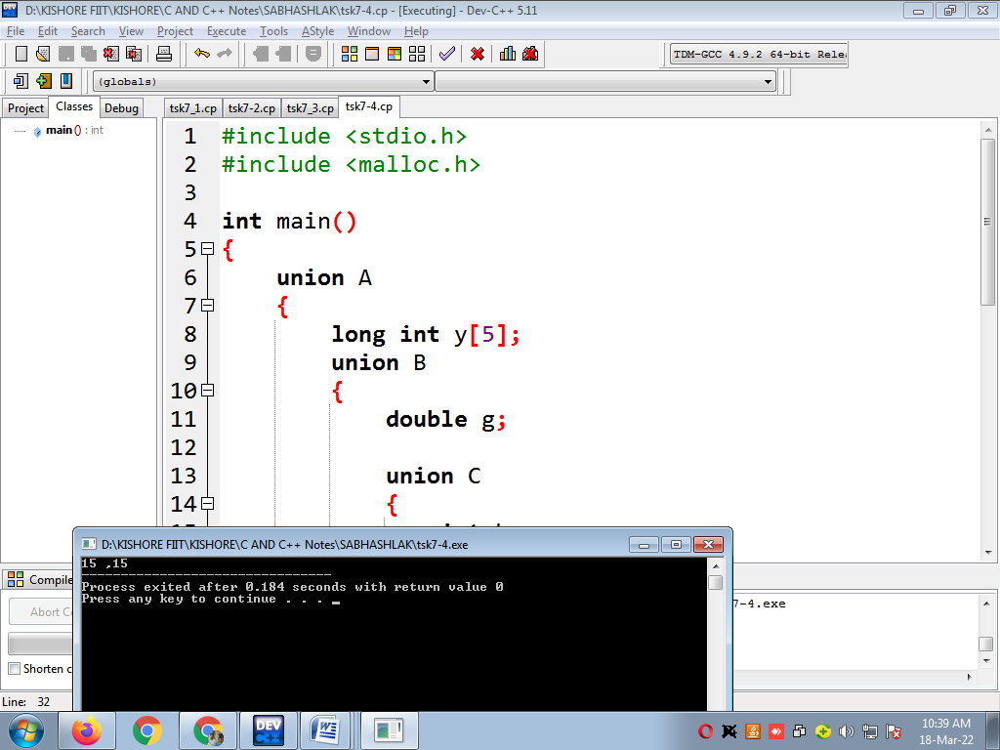 D:\KISHORE FIIT\KISHORE\C AND C++ Notes\SABHASHLAK\tsk7-4.cp - [Executing] - Dev-C++ 5.11
File Edit Search View Project Execute Tools AStyle Window Help
TDM-GCC 4.9.2 64-bit Rele
(globals)
Project Classes Debug
tsk7_1.cp tsk7-2.cp tsk7_3.cp tsk7-4.cp
main () : int
1 #include <stdio.h>
2 #include <malloc.h>
3
4 int main()
5 {
6 union A
7 {
8 long int y[5];
9 union B
10 {
11 double g;
12
13 union C
14 {
D:\KISHORE FIIT\KISHORE\C AND C++ Notes\SABHASHLAK\tsk7-4.exe
15 ,15
--------------------------------
Process exited after 0.184 seconds with return value 0
Press any key to continue . . . _
Compile
7-4.exe
Abort Co
Shorten c
Line: 32
DEV C++
10:39 AM
18-Mar-22